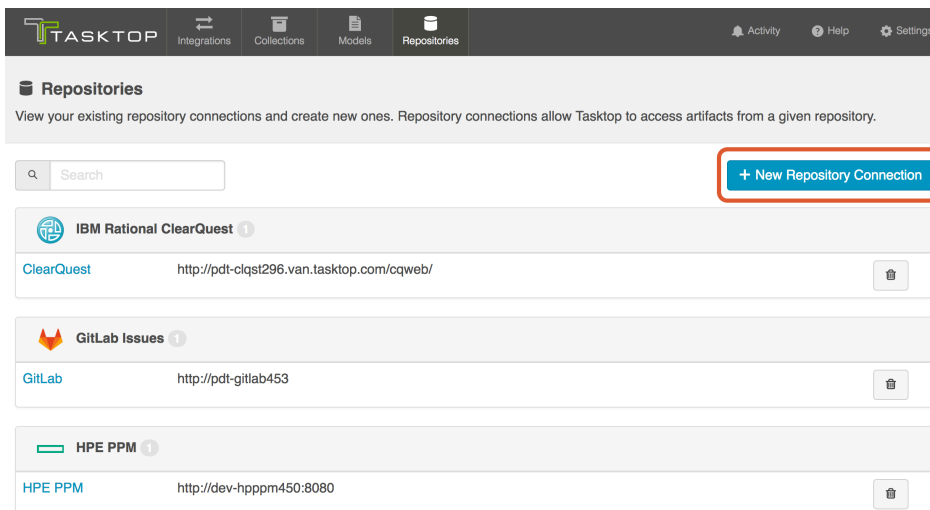 TASKTOP
Integrations
Collections
Models
Repositories
Activity
Help
Settings
Repositories
View your existing repository connections and create new ones. Repository connections allow Tasktop to access artifacts from a given repository.
Search
+ New Repository Connection
IBM Rational ClearQuest 1
ClearQuest http://pdt-clqst296.van.tasktop.com/cqweb/
GitLab Issues 1
GitLab http://pdt-gitlab453
HPE PPM 1
HPE PPM http://dev-hpppm450:8080